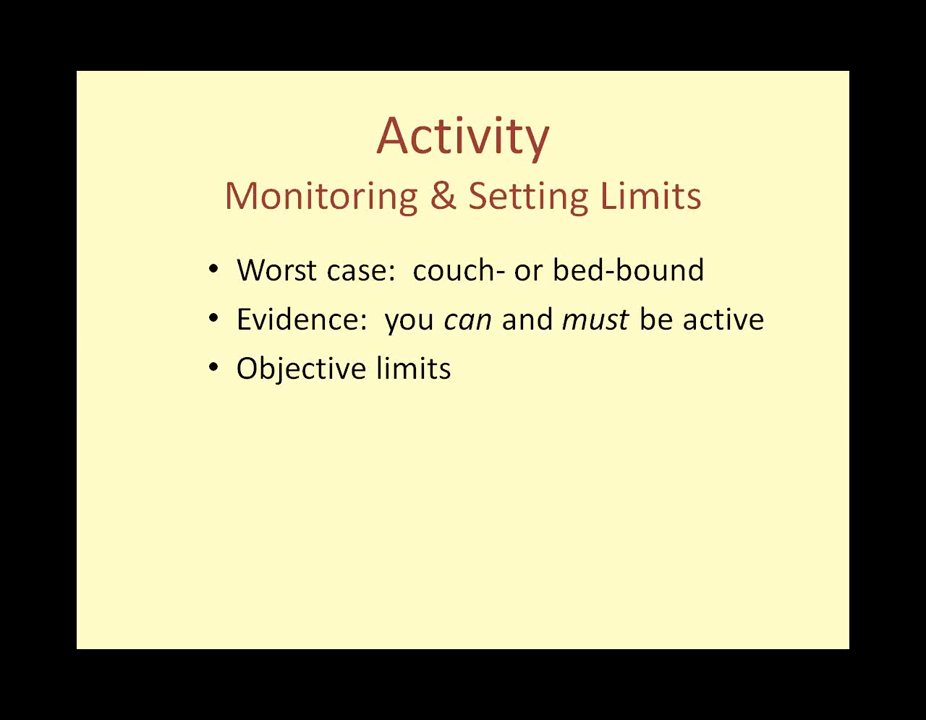 Activity
Monitoring & Setting Limits
• Worst case: couch- or bed-bound
• Evidence: you can and must be active
• Objective limits